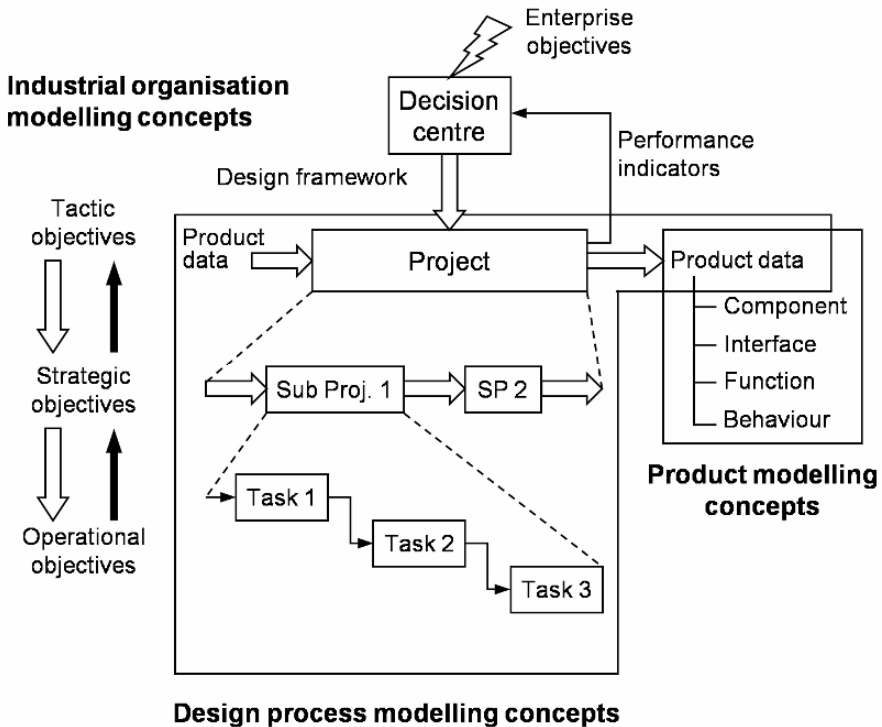 Enterprise
objectives
Industrial organisation
modelling concepts
Decision
centre
Performance
indicators
Design framework
Tactic
objectives
Product
data
Project
Product data
Component
Interface
Function
Behaviour
Strategic
objectives
Sub Proj. 1
SP 2
Product modelling
concepts
Task 1
Task 2
Task 3
Operational
objectives
Design process modelling concepts